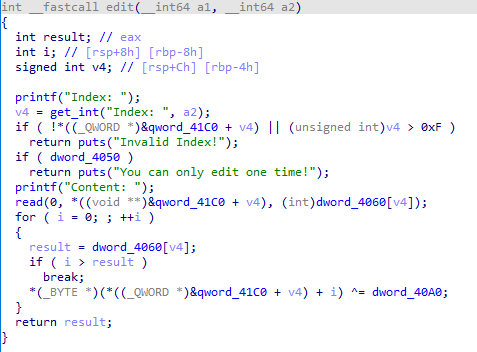 int __fastcall edit(__int64 a1, __int64 a2)
{
  int result; // eax
  int i; // [rsp+8h] [rbp-8h]
  signed int v4; // [rsp+Ch] [rbp-4h]

  printf("Index: ");
  v4 = get_int("Index: ", a2);
  if ( !*((_QWORD *)&qword_41C0 + v4) || (unsigned int)v4 > 0xF )
    return puts("Invalid Index!");
  if ( dword_4050 )
    return puts("You can only edit one time!");
  printf("Content: ");
  read(0, *((void **)&qword_41C0 + v4), (int)dword_4060[v4]);
  for ( i = 0; ; ++i )
  {
    result = dword_4060[v4];
    if ( i > result )
      break;
    *(_BYTE *)(*((_QWORD *)&qword_41C0 + v4) + i) ^= dword_40A0;
  }
  return result;
}